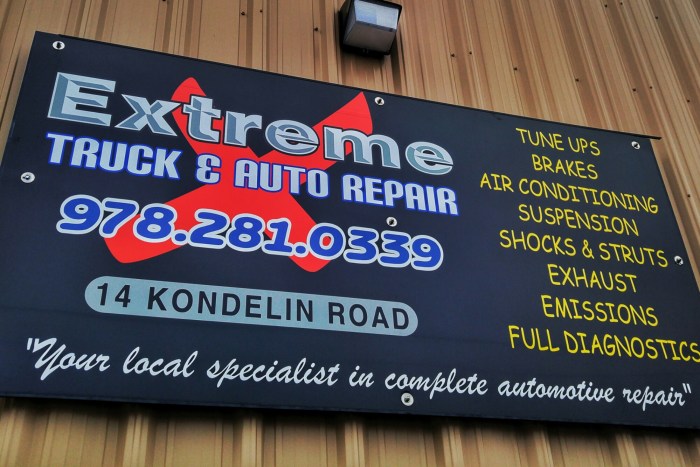 Extreme
TRUCK & AUTO REPAIR
978.281.0339
14 KONDELIN ROAD
TUNE UPS
BRAKES
AIR CONDITIONING
SUSPENSION
SHOCKS & STRUTS
EXHAUST
EMISSIONS
FULL DIAGNOSTICS
"Your local specialist in complete automotive repair"